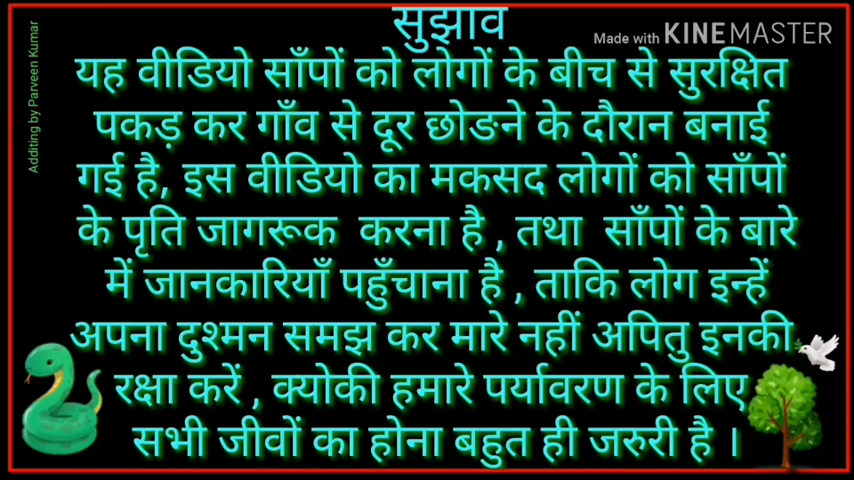 सुझाव
Made with KINEMASTER
यह वीडियो साँपों को लोगों के बीच से सुरक्षित
पकड़ कर गाँव से दूर छोङने के दौरान बनाई
गई है, इस वीडियो का मकसद लोगों को साँपों
के पृति जागरूक करना है , तथा साँपों के बारे
में जानकारियाँ पहुँचाना है , ताकि लोग इन्हें
अपना दुश्मन समझ कर मारे नहीं अपितु इनकी
रक्षा करें , क्योकी हमारे पर्यावरण के लिए
सभी जीवों का होना बहुत ही जरुरी है ।
Additing by Parveen Kumar